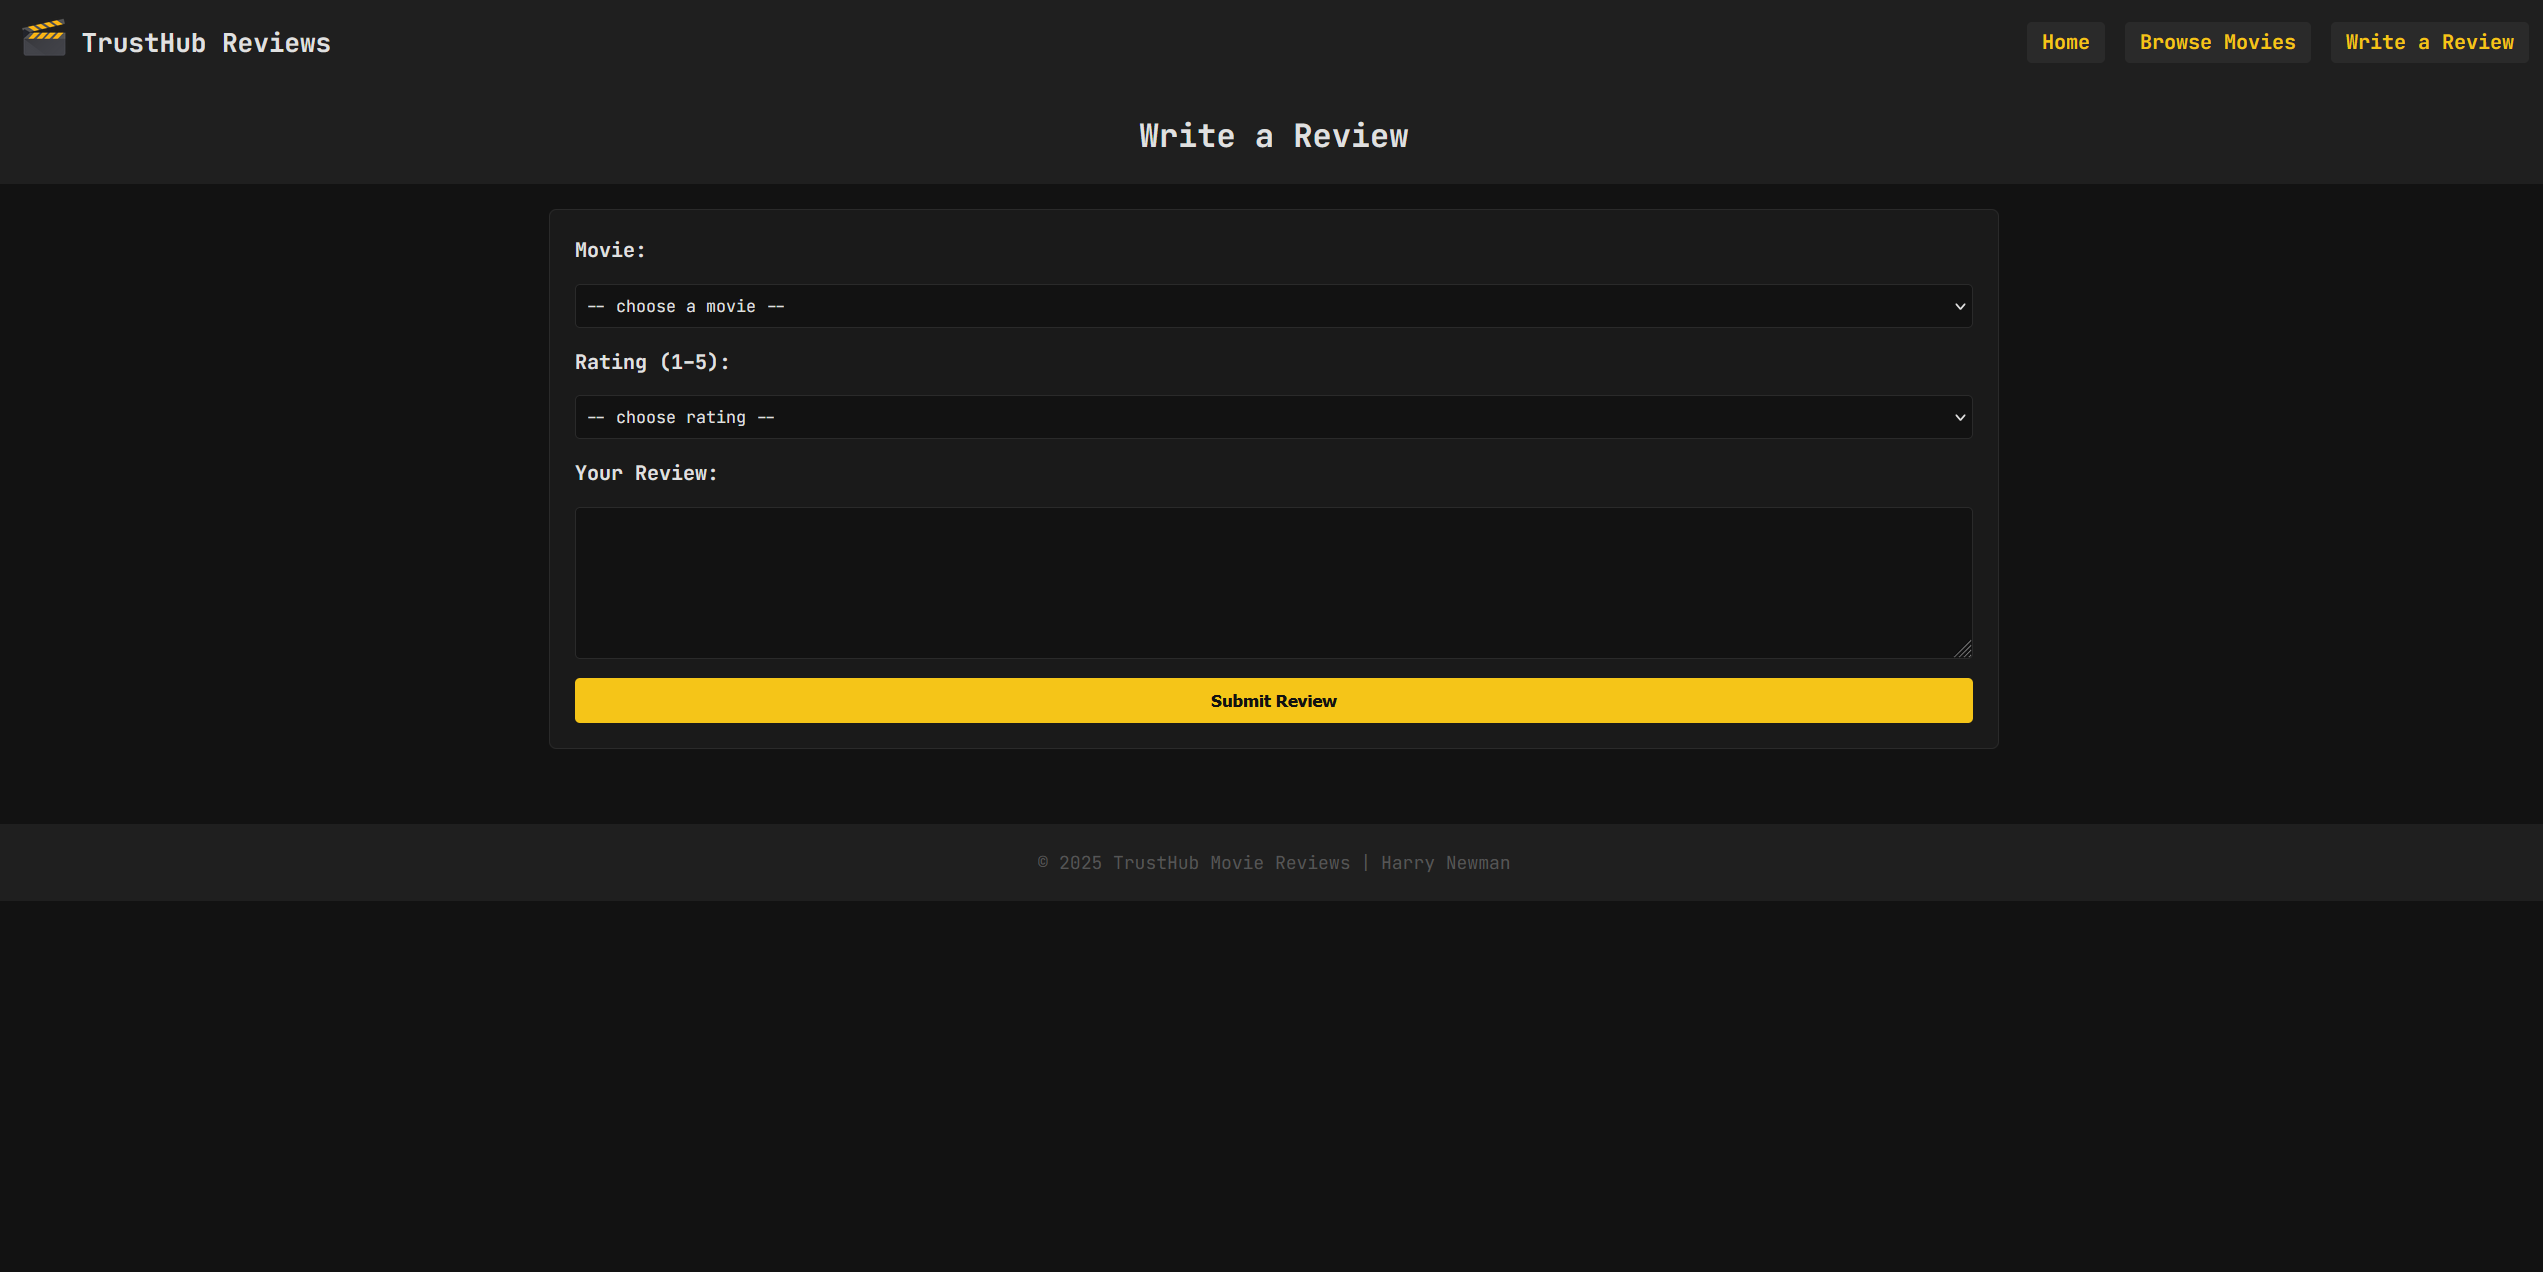 TrustHub Reviews
Home
Browse Movies
Write a Review
Write a Review
Movie:
-- choose a movie --
Rating (1-5):
-- choose rating --
Your Review:
Submit Review
© 2025 TrustHub Movie Reviews | Harry Newman